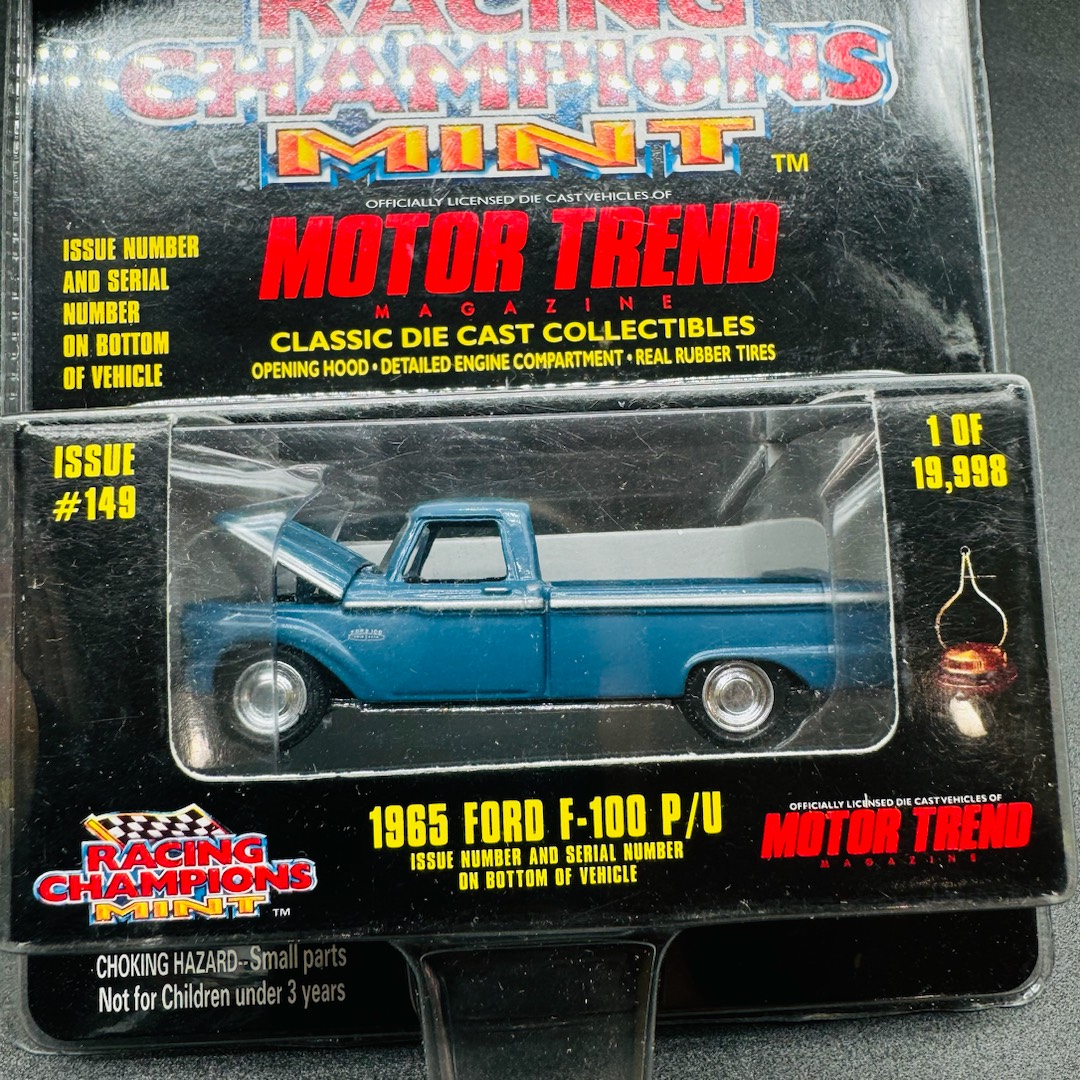 RACING
CHAMPIONS
MINT TM
OFFICIALLY LICENSED DIE CAST VEHICLES OF
MOTOR TREND
MAGAZINE
CLASSIC DIE CAST COLLECTIBLES
OPENING HOOD • DETAILED ENGINE COMPARTMENT • REAL RUBBER TIRES
ISSUE NUMBER
AND SERIAL
NUMBER
ON BOTTOM
OF VEHICLE
ISSUE
#149
1 OF
19,998
RACING
CHAMPIONS
MINT TM
1965 FORD F-100 P/U
ISSUE NUMBER AND SERIAL NUMBER
ON BOTTOM OF VEHICLE
OFFICIALLY LICENSED DIE CAST VEHICLES OF
MOTOR TREND
MAGAZINE
CHOKING HAZARD--Small parts
Not for Children under 3 years